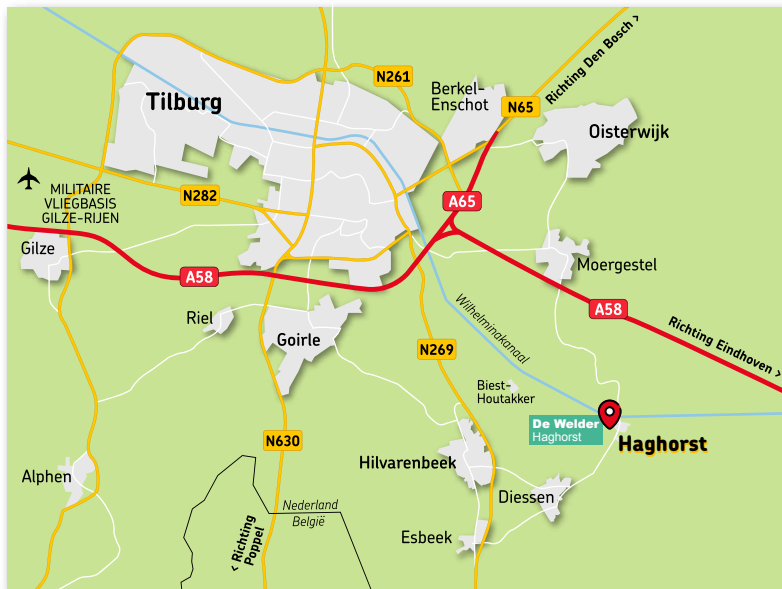 Richting Den Bosch >
N261
Tilburg
Berkel-
Enschot
N65
Oisterwijk
MILITAIRE
VLIEGBASIS
GILZE-RIJEN
N282
A65
Gilze
A58
Moergestel
Wilhelminakanaal
A58
Riel
Goirle
Richting Eindhoven >
N269
Biest-
Houtakker
De Welder
Haghorst
Haghorst
N630
Hilvarenbeek
Alphen
Diessen
Nederland
België
< Richting
Poppel
Esbeek